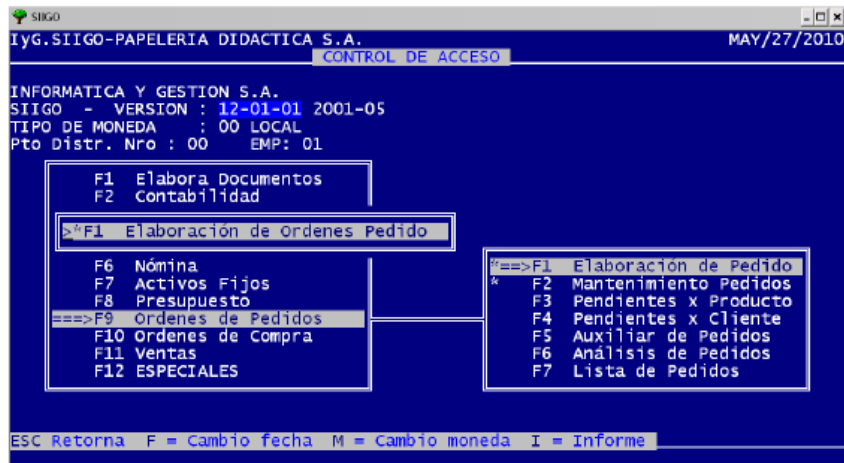 SIIGO
IyG.SIIGO-PAPELERIA DIDACTICA S.A. MAY/27/2010
CONTROL DE ACCESO
INFORMATICA Y GESTION S.A.
SIIGO - VERSION : 12-01-01 2001-05
TIPO DE MONEDA : 00 LOCAL
Pto Distr. Nro : 00 EMP: 01
F1 Elabora Documentos
F2 Contabilidad
>*F1 Elaboración de Ordenes Pedido
F6 Nómina
F7 Activos Fijos
F8 Presupuesto
===>F9 Ordenes de Pedidos
F10 Ordenes de Compra
F11 Ventas
F12 ESPECIALES
*==>F1 Elaboración de Pedido
* F2 Mantenimiento Pedidos
F3 Pendientes x Producto
F4 Pendientes x Cliente
F5 Auxiliar de Pedidos
F6 Análisis de Pedidos
F7 Lista de Pedidos
ESC Retorna F = Cambio fecha M = Cambio moneda I = Informe